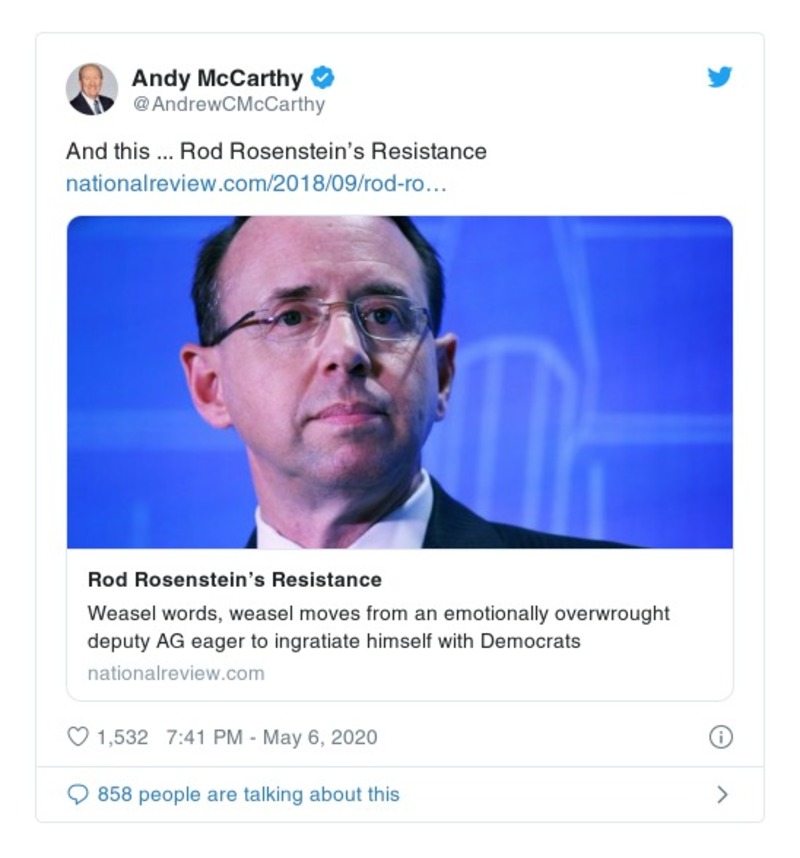 Andy McCarthy
@AndrewCMcCarthy
And this ... Rod Rosenstein’s Resistance
nationalreview.com/2018/09/rod-ro…
Rod Rosenstein’s Resistance
Weasel words, weasel moves from an emotionally overwrought
deputy AG eager to ingratiate himself with Democrats
nationalreview.com
1,532 7:41 PM - May 6, 2020
858 people are talking about this